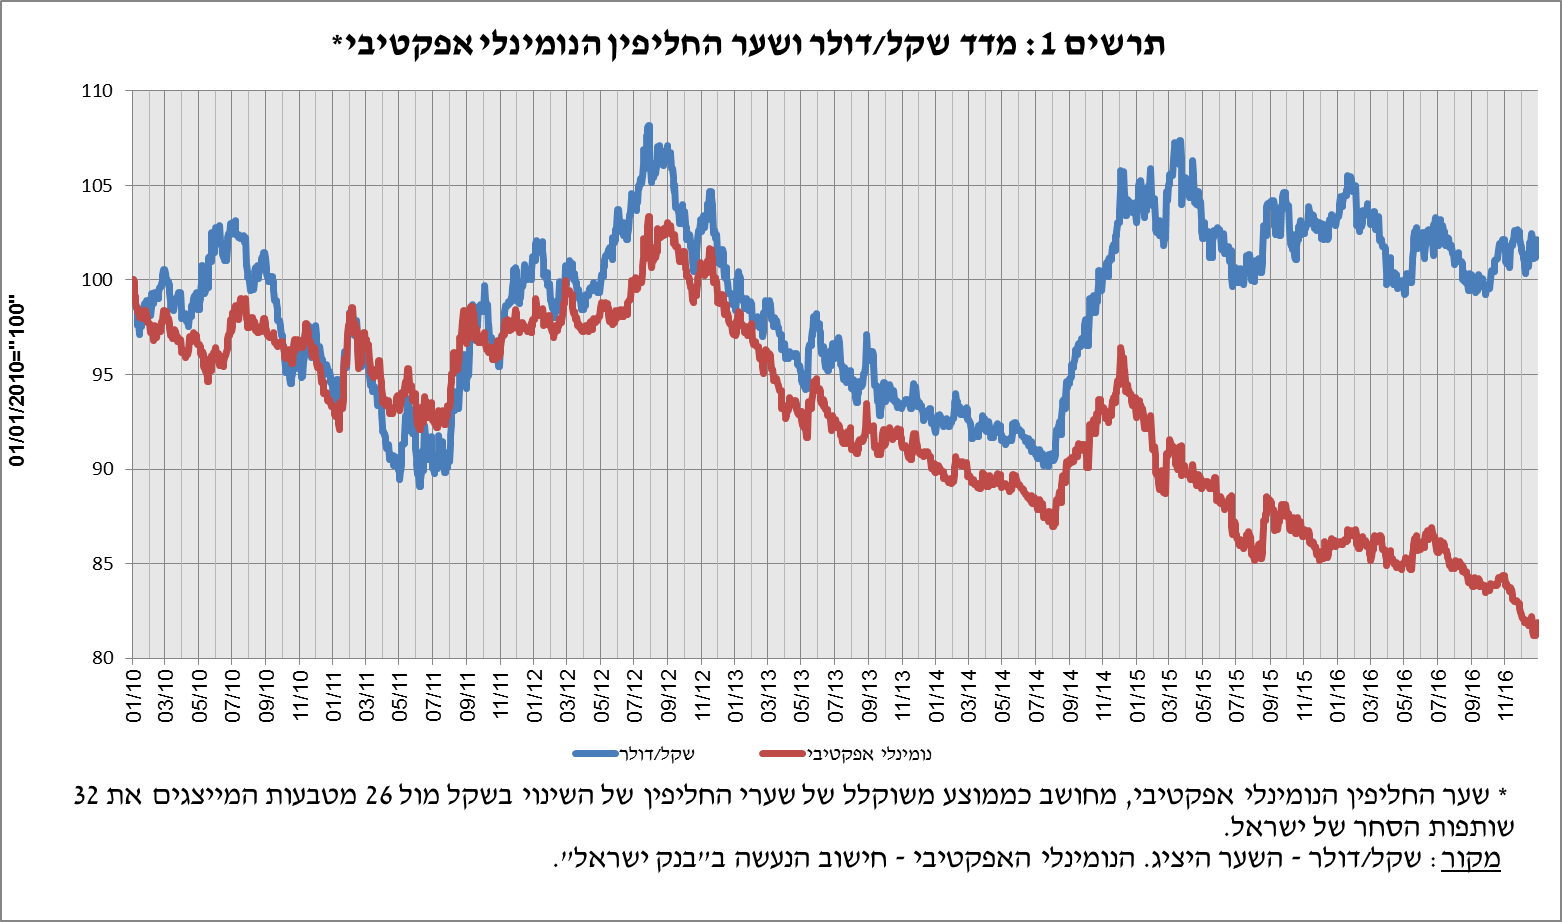 תרשים 1: מדד שקל/דולר ושער החליפין הנומינלי אפקטיבי*
01/01/2010="100"
110
105
100
95
90
85
80
01/10 03/10 05/10 07/10 09/10 11/10 01/11 03/11 05/11 07/11 09/11 11/11 01/12 03/12 05/12 07/12 09/12 11/12 01/13 03/13 05/13 07/13 09/13 11/13 01/14 03/14 05/14 07/14 09/14 11/14 01/15 03/15 05/15 07/15 09/15 11/15 01/16 03/16 05/16 07/16 09/16 11/16
שקל/דולר נומינלי אפקטיבי
* שער החליפין הנומינלי אפקטיבי, מחושב כממוצע משוקלל של שערי החליפין של השינוי בשקל מול 26 מטבעות המייצגים את 32
שותפות הסחר של ישראל.
מקור: שקל/דולר - השער היציג. הנומינלי האפקטיבי - חישוב הנעשה ב"בנק ישראל".